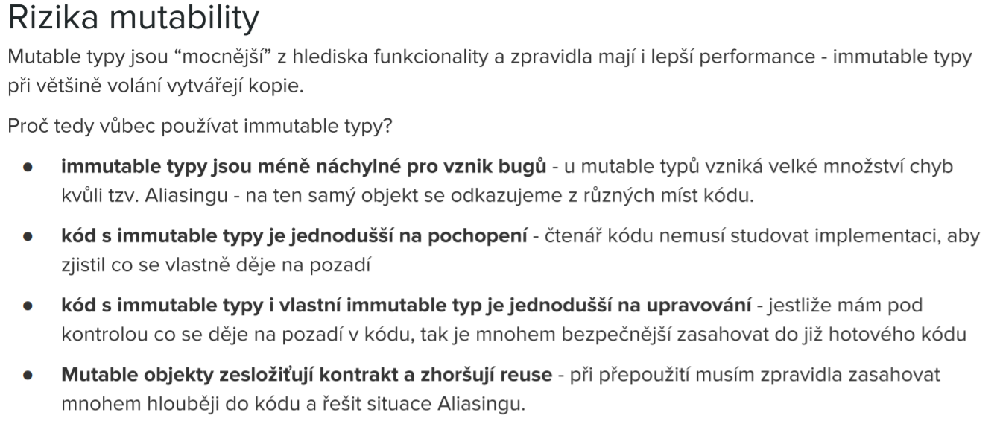 Rizika mutability
Mutable typy jsou “mocnější” z hlediska funkcionality a zpravidla mají i lepší performance - immutable typy
při většině volání vytvářejí kopie.
Proč tedy vůbec používat immutable typy?
● immutable typy jsou méně náchylné pro vznik bugů - u mutable typů vzniká velké množství chyb
kvůli tzv. Aliasingu - na ten samý objekt se odkazujeme z různých míst kódu.
● kód s immutable typy je jednodušší na pochopení - čtenář kódu nemusí studovat implementaci, aby
zjistil co se vlastně děje na pozadí
● kód s immutable typy i vlastní immutable typ je jednodušší na upravování - jestliže mám pod
kontrolou co se děje na pozadí v kódu, tak je mnohem bezpečnější zasahovat do již hotového kódu
● Mutable objekty zesložiťují kontrakt a zhoršují reuse - při přepoužití musím zpravidla zasahovat
mnohem hlouběji do kódu a řešit situace Aliasingu.